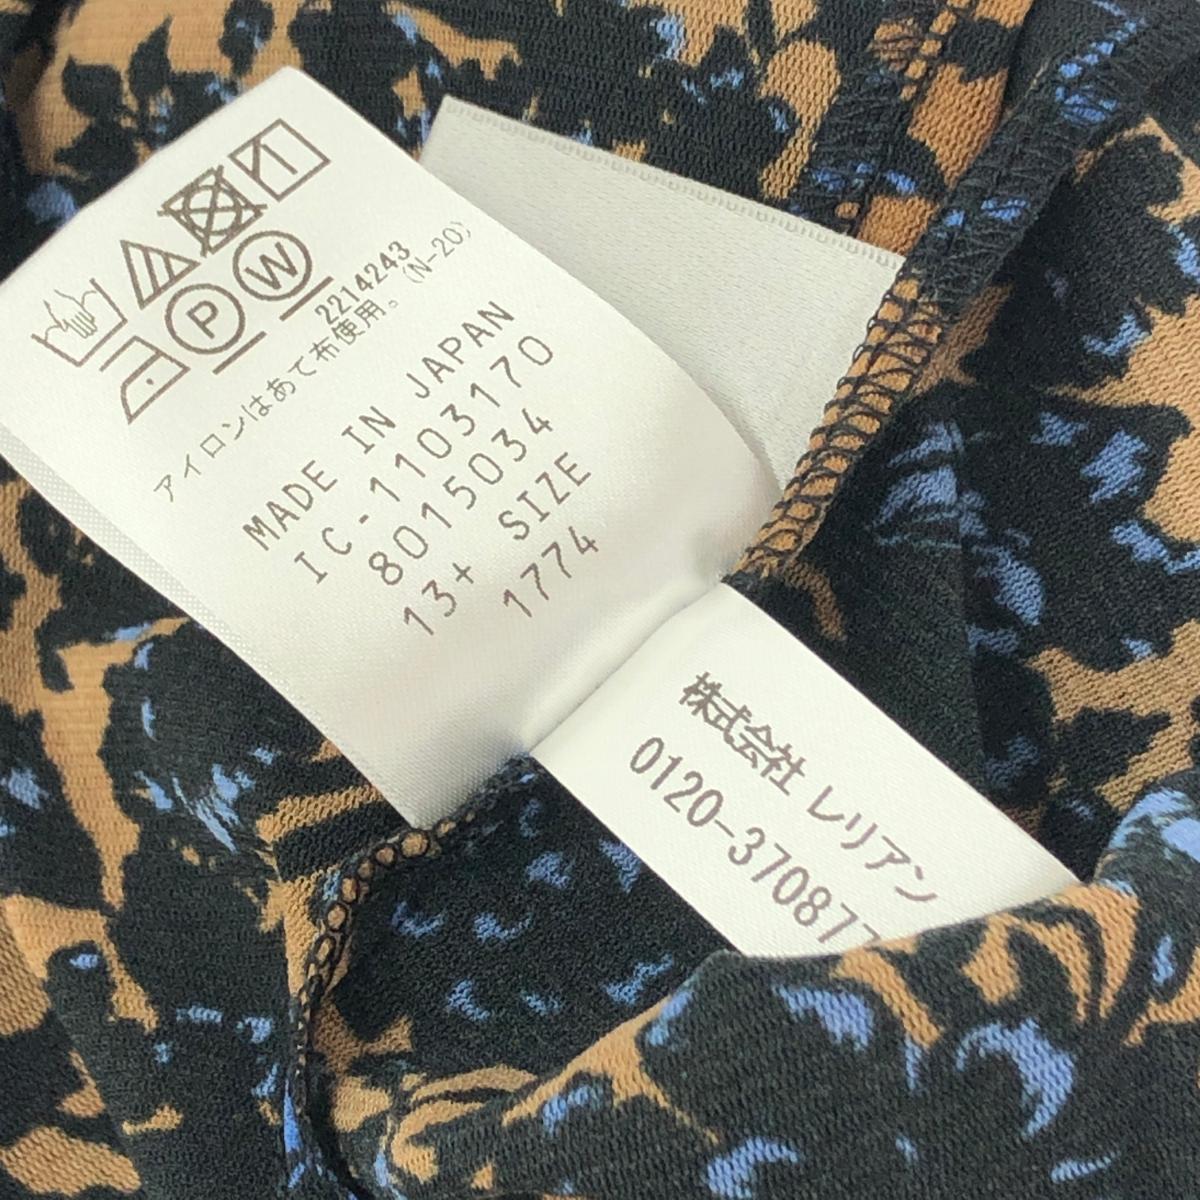 P W
2214243
アイロンはあて布使用。 (N-20)
MADE IN JAPAN
IC-1103170
8015034
13+ SIZE
1774
株式会社 レリアン
0120-370877